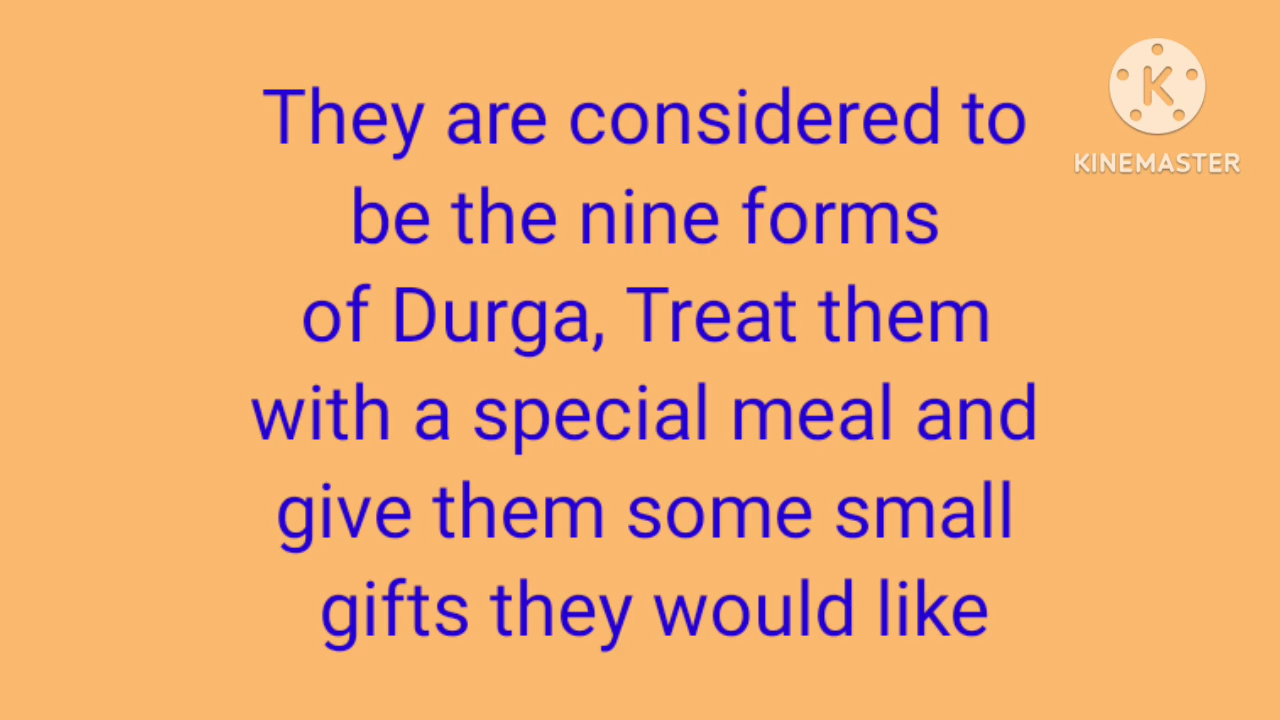 They are considered to
be the nine forms
of Durga, Treat them
with a special meal and
give them some small
gifts they would like
K
KINEMASTER